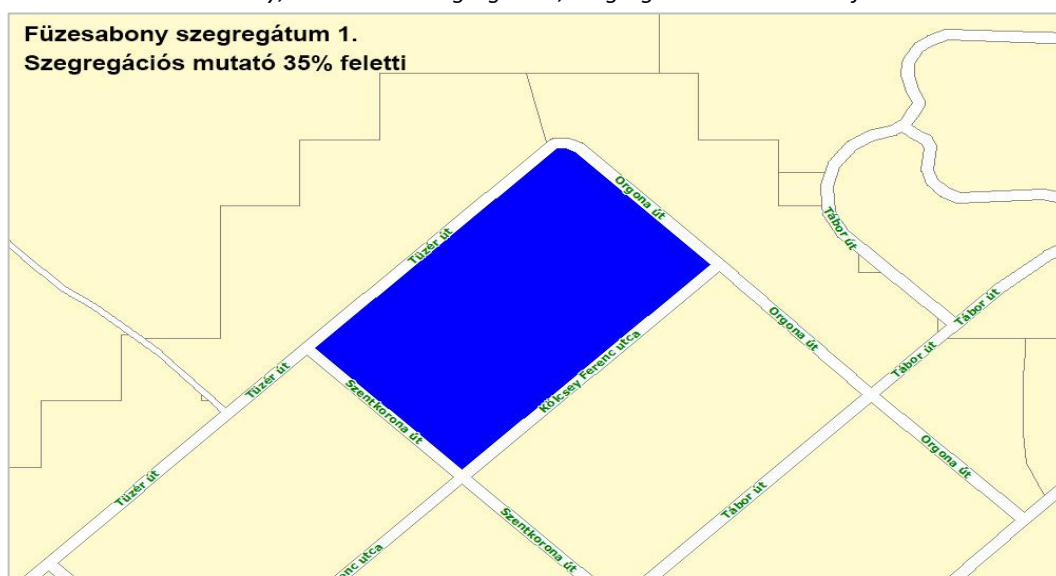 Füzesabony szegregátum 1.
Szegregációs mutató 35% feletti
Orgona út
Tüzér út
Tábor út
Orgona út
Tábor út
Kölcsey Ferenc utca
Tábor út
Tüzér út
Szentkorona út
Orgona út
Tüzér út
Tábor út
Szentkorona út
utca